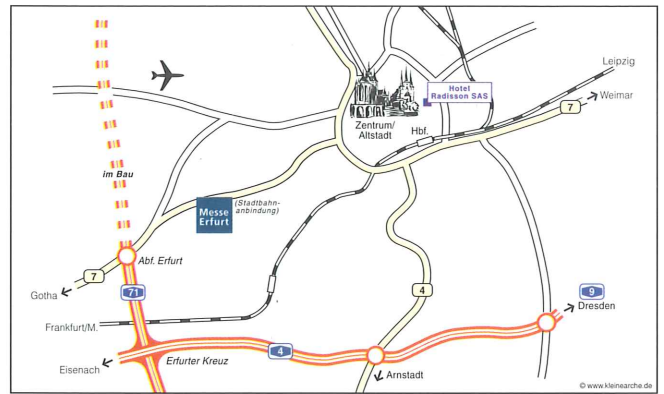 Leipzig
Hotel
Radisson SAS
7
Weimar
Zentrum/
Altstadt
Hbf.
im Bau
Messe
Erfurt
(Stadtbahn-
anbindung)
Abf. Erfurt
7
Gotha
71
4
9
Dresden
Frankfurt/M.
Eisenach
Erfurter Kreuz
4
Arnstadt
© www.kleinearche.de